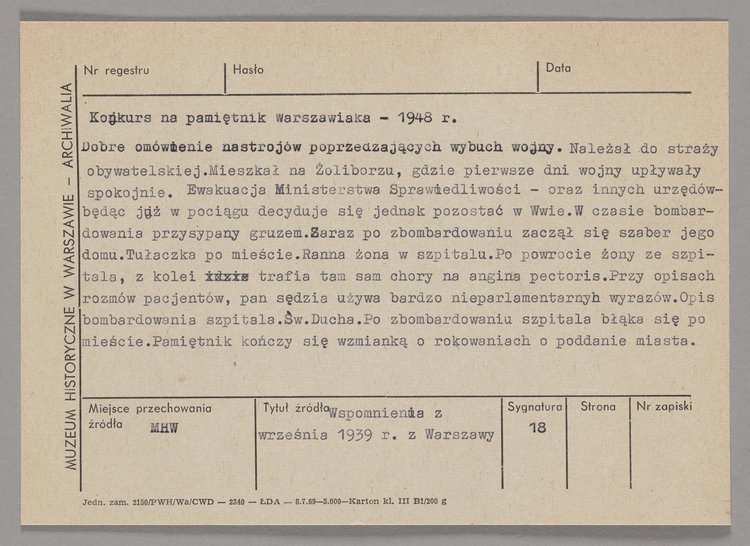 Nr regestru
Hasło
Data
MUZEUM HISTORYCZNE W WARSZAWIE – ARCHIWALIA
Konkurs na pamiętnik warszawiaka - 1948 r.
Dobre omówienie nastrojów poprzedzających wybuch wojny. Należał do straży
obywatelskiej.Mieszkał na Żoliborzu, gdzie pierwsze dni wojny upływały
spokojnie. Ewakuacja Ministerstwa Sprawiedliwości - oraz innych urzędów-
będąc już w pociągu decyduje się jednak pozostać w Wwie.W czasie bombar-
dowania przysypany gruzem.Zaraz po zbombardowaniu zaczął się szaber jego
domu.Tułaczka po mieście.Ranna żona w szpitalu.Po powrocie żony ze szpi-
tala, z kolei trafia tam sam chory na angina pectoris.Przy opisach
rozmów pacjentów, pan sędzia używa bardzo nieparlamentarnyh wyrazów.Opis
bombardowania szpitala.Św.Ducha.Po zbombardowaniu szpitala błąka się po
mieście.Pamiętnik kończy się wzmianką o rokowaniach o poddanie miasta.
Miejsce przechowania
źródła
MHW
Tytuł źródła Wspomnienia z
września 1939 r. z Warszawy
Sygnatura
18
Strona
Nr zapiski
Jedn. zam. 2150/PWH/Wa/CWD — 2340 — ŁDA — 8.7.69—5.000—Karton kl. III B1/200 g